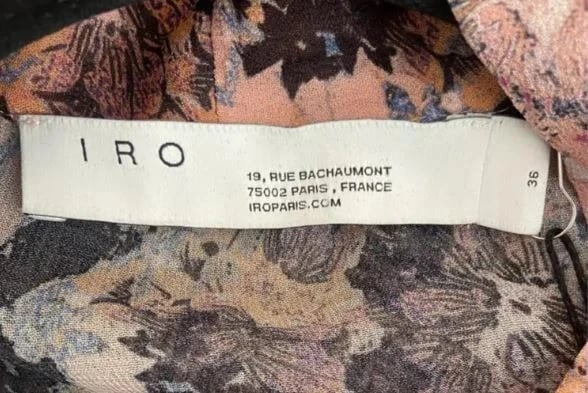 IRO
19, RUE BACHAUMONT
75002 PARIS , FRANCE
IROPARIS.COM
36